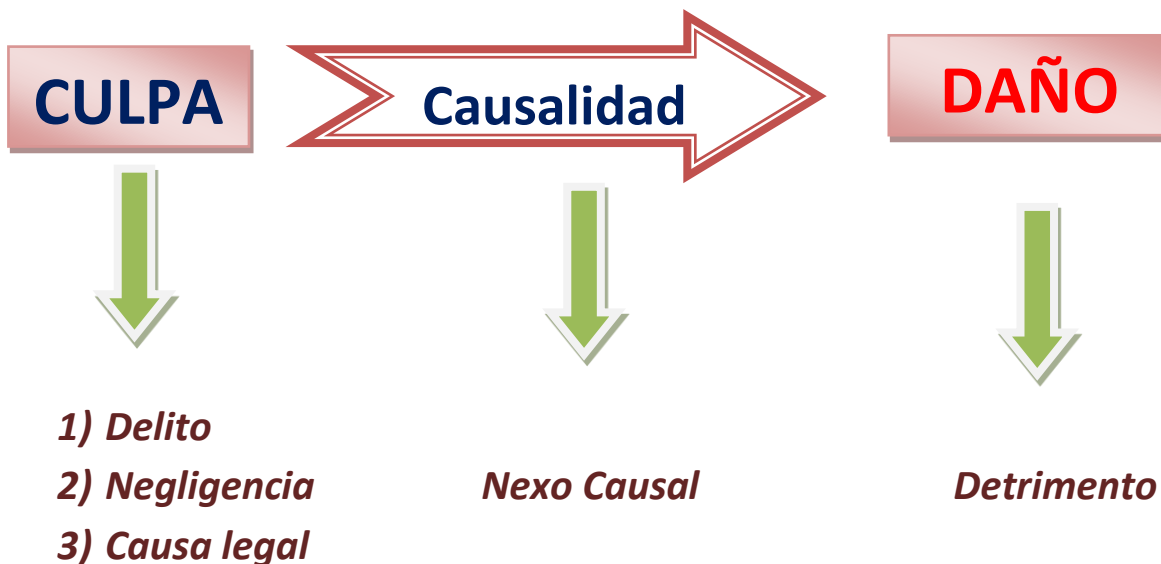 CULPA
Causalidad
DAÑO
1) Delito
2) Negligencia
3) Causa legal
Nexo Causal
Detrimento